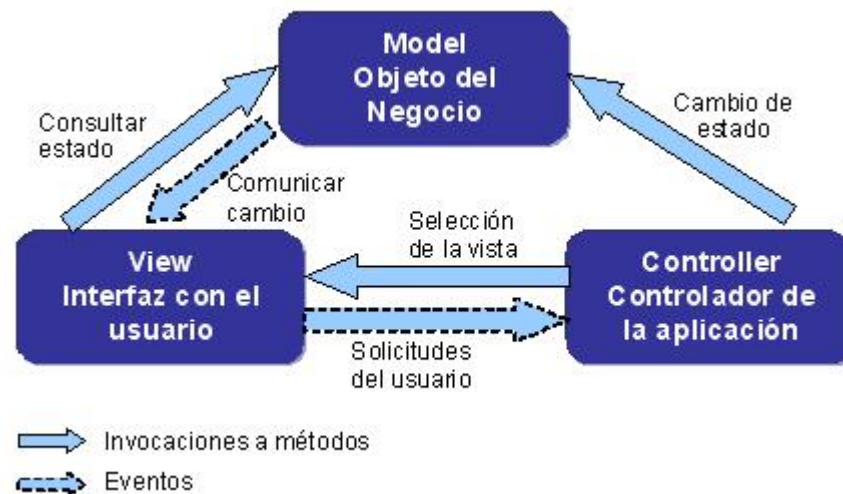 Model
Objeto del
Negocio
Consultar
estado
Cambio de
estado
Comunicar
cambio
Selección
de la vista
View
Interfaz con el
usuario
Controller
Controlador de
la aplicación
Solicitudes
del usuario
Invocaciones a métodos
Eventos